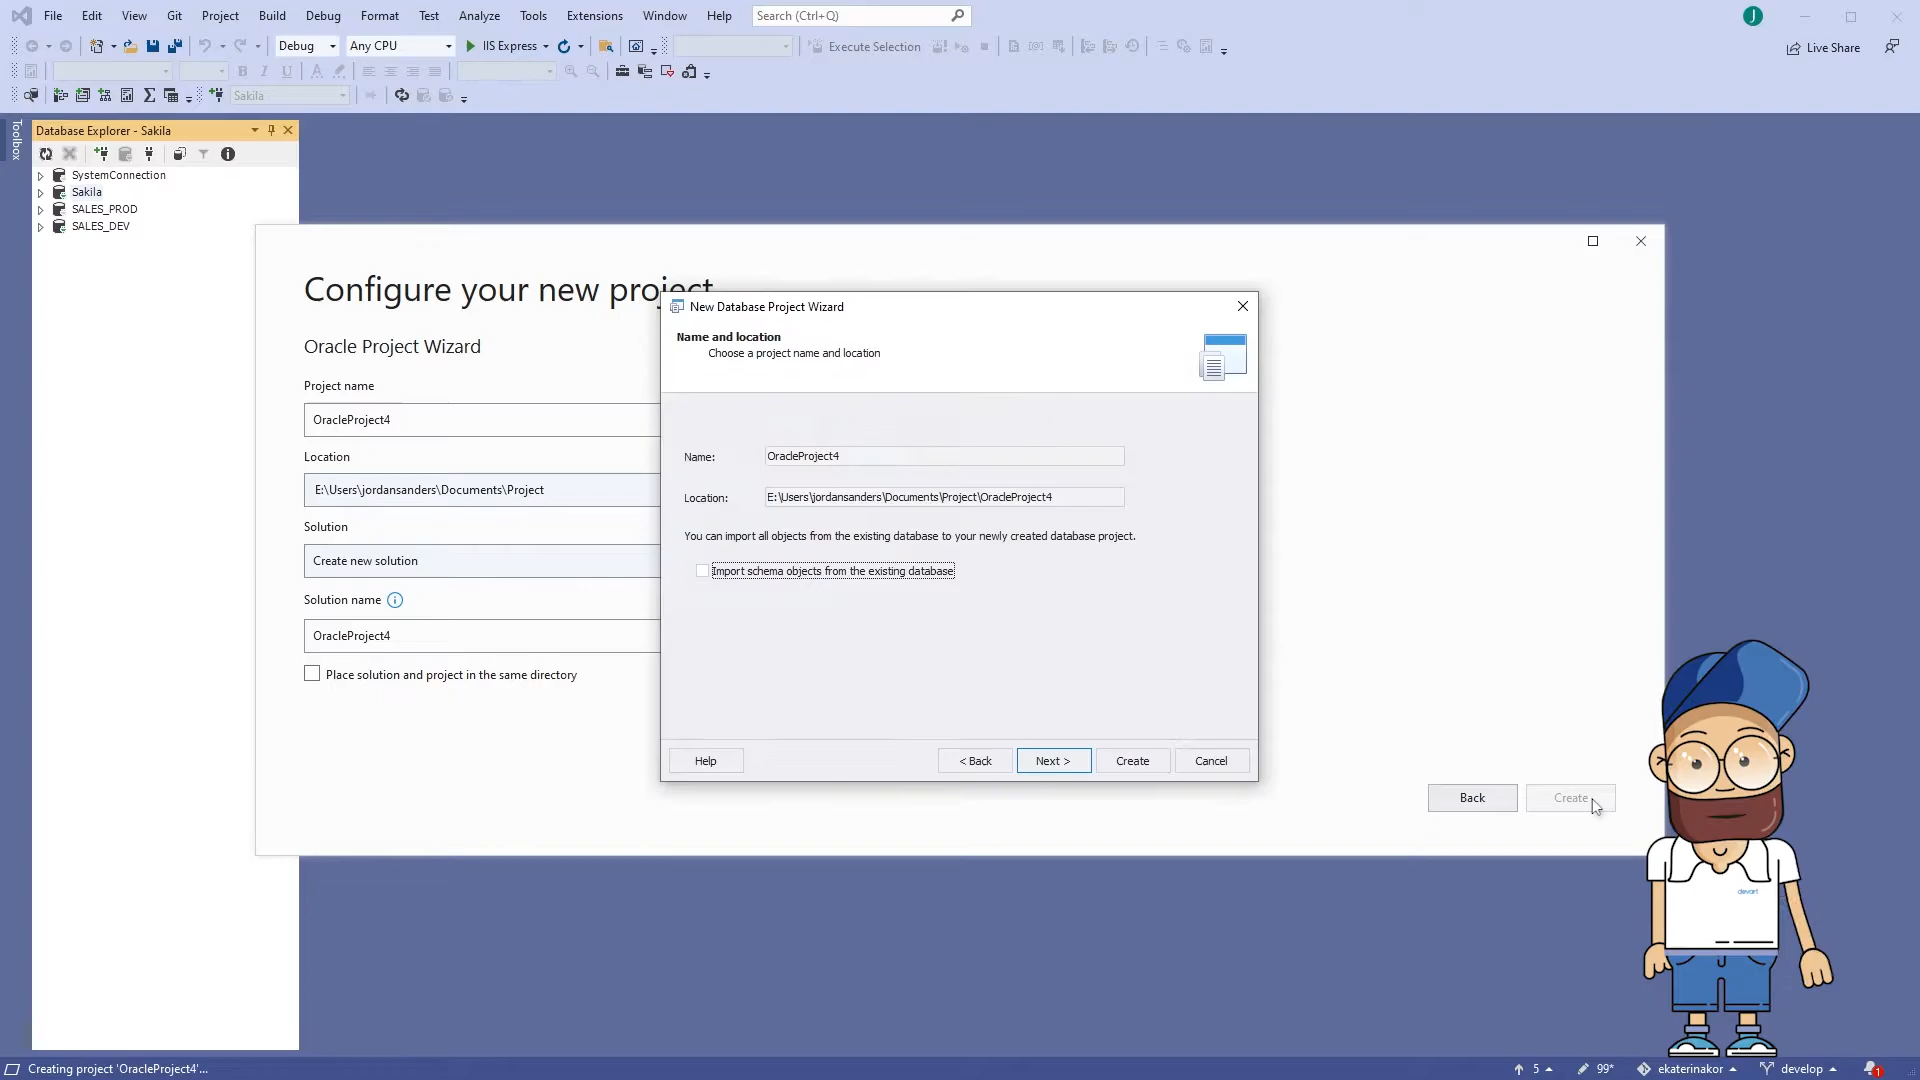 File Edit View Git Project Build Debug Format Test Analyze Tools Extensions Window Help Search (Ctrl+Q) J
Debug Any CPU IIS Express Execute Selection Live Share
B I U A
Sakila
Toolbox
Database Explorer - Sakila
SystemConnection
Sakila
SALES_PROD
SALES_DEV
Configure your new project
Oracle Project Wizard
Project name
OracleProject4
Location
E:\Users\jordansanders\Documents\Project
Solution
Create new solution
Solution name
OracleProject4
Place solution and project in the same directory
Back Create
New Database Project Wizard
Name and location
Choose a project name and location
Name: OracleProject4
Location: E:\Users\jordansanders\Documents\Project\OracleProject4
You can import all objects from the existing database to your newly created database project.
Import schema objects from the existing database
Help < Back Next > Create Cancel
devart
Creating project 'OracleProject4'... 5 99* ekaterinakor develop 1